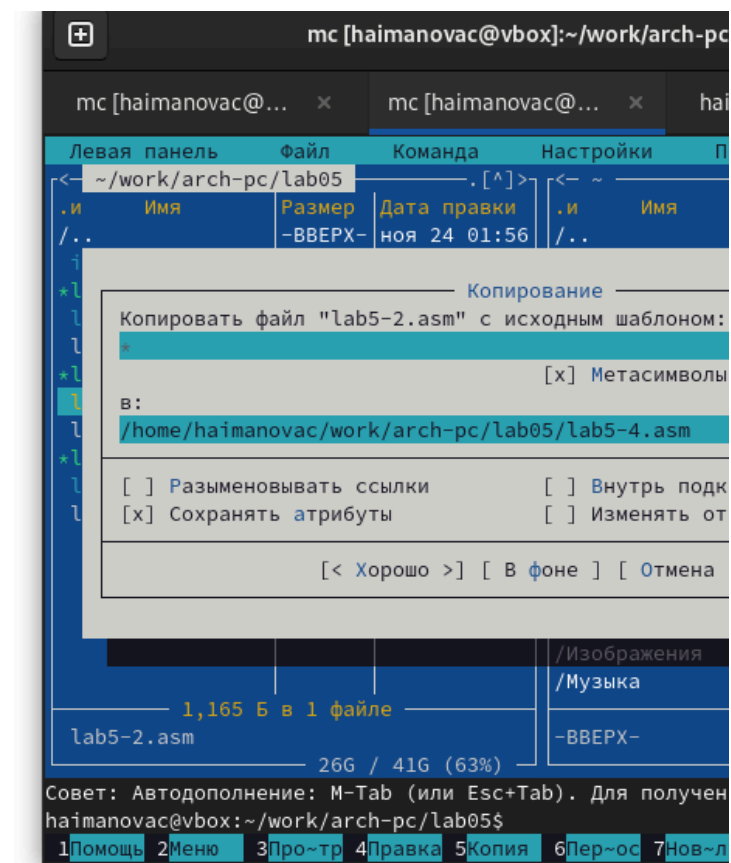 mc [haimanovac@vbox]:~/work/arch-pc
mc [haimanovac@... × mc [haimanova​c@... × hai
Левая панель Файл Команда Настройки П
<— ~/work/arch-pc/lab05 .[^]> <— ~
.и Имя Размер Дата правки .и Имя
/.. -ВВЕРХ- ноя 24 01:56 /..
i
*l Копирование
l Копировать файл "lab5-2.asm" с исходным шаблоном:
l *
*l [x] Метасимволы
l в:
l /home/haimanovac/work/arch-pc/lab05/lab5-4.asm
*l
l [ ] Разыменовывать ссылки [ ] Внутрь подк
l [x] Сохранять атрибуты [ ] Изменять от
[< Хорошо >] [ В фоне ] [ Отмена
/Изображения
/Музыка
1,165 Б в 1 файле
lab5-2.asm -ВВЕРХ-
26G / 41G (63%)
Совет: Автодополнение: M-Tab (или Esc+Tab). Для получен
haimanovac@vbox:~/work/arch-pc/lab05$
1Помощь 2Меню 3Про~тр 4Правка 5Копия 6Пер~ос 7Нов~л